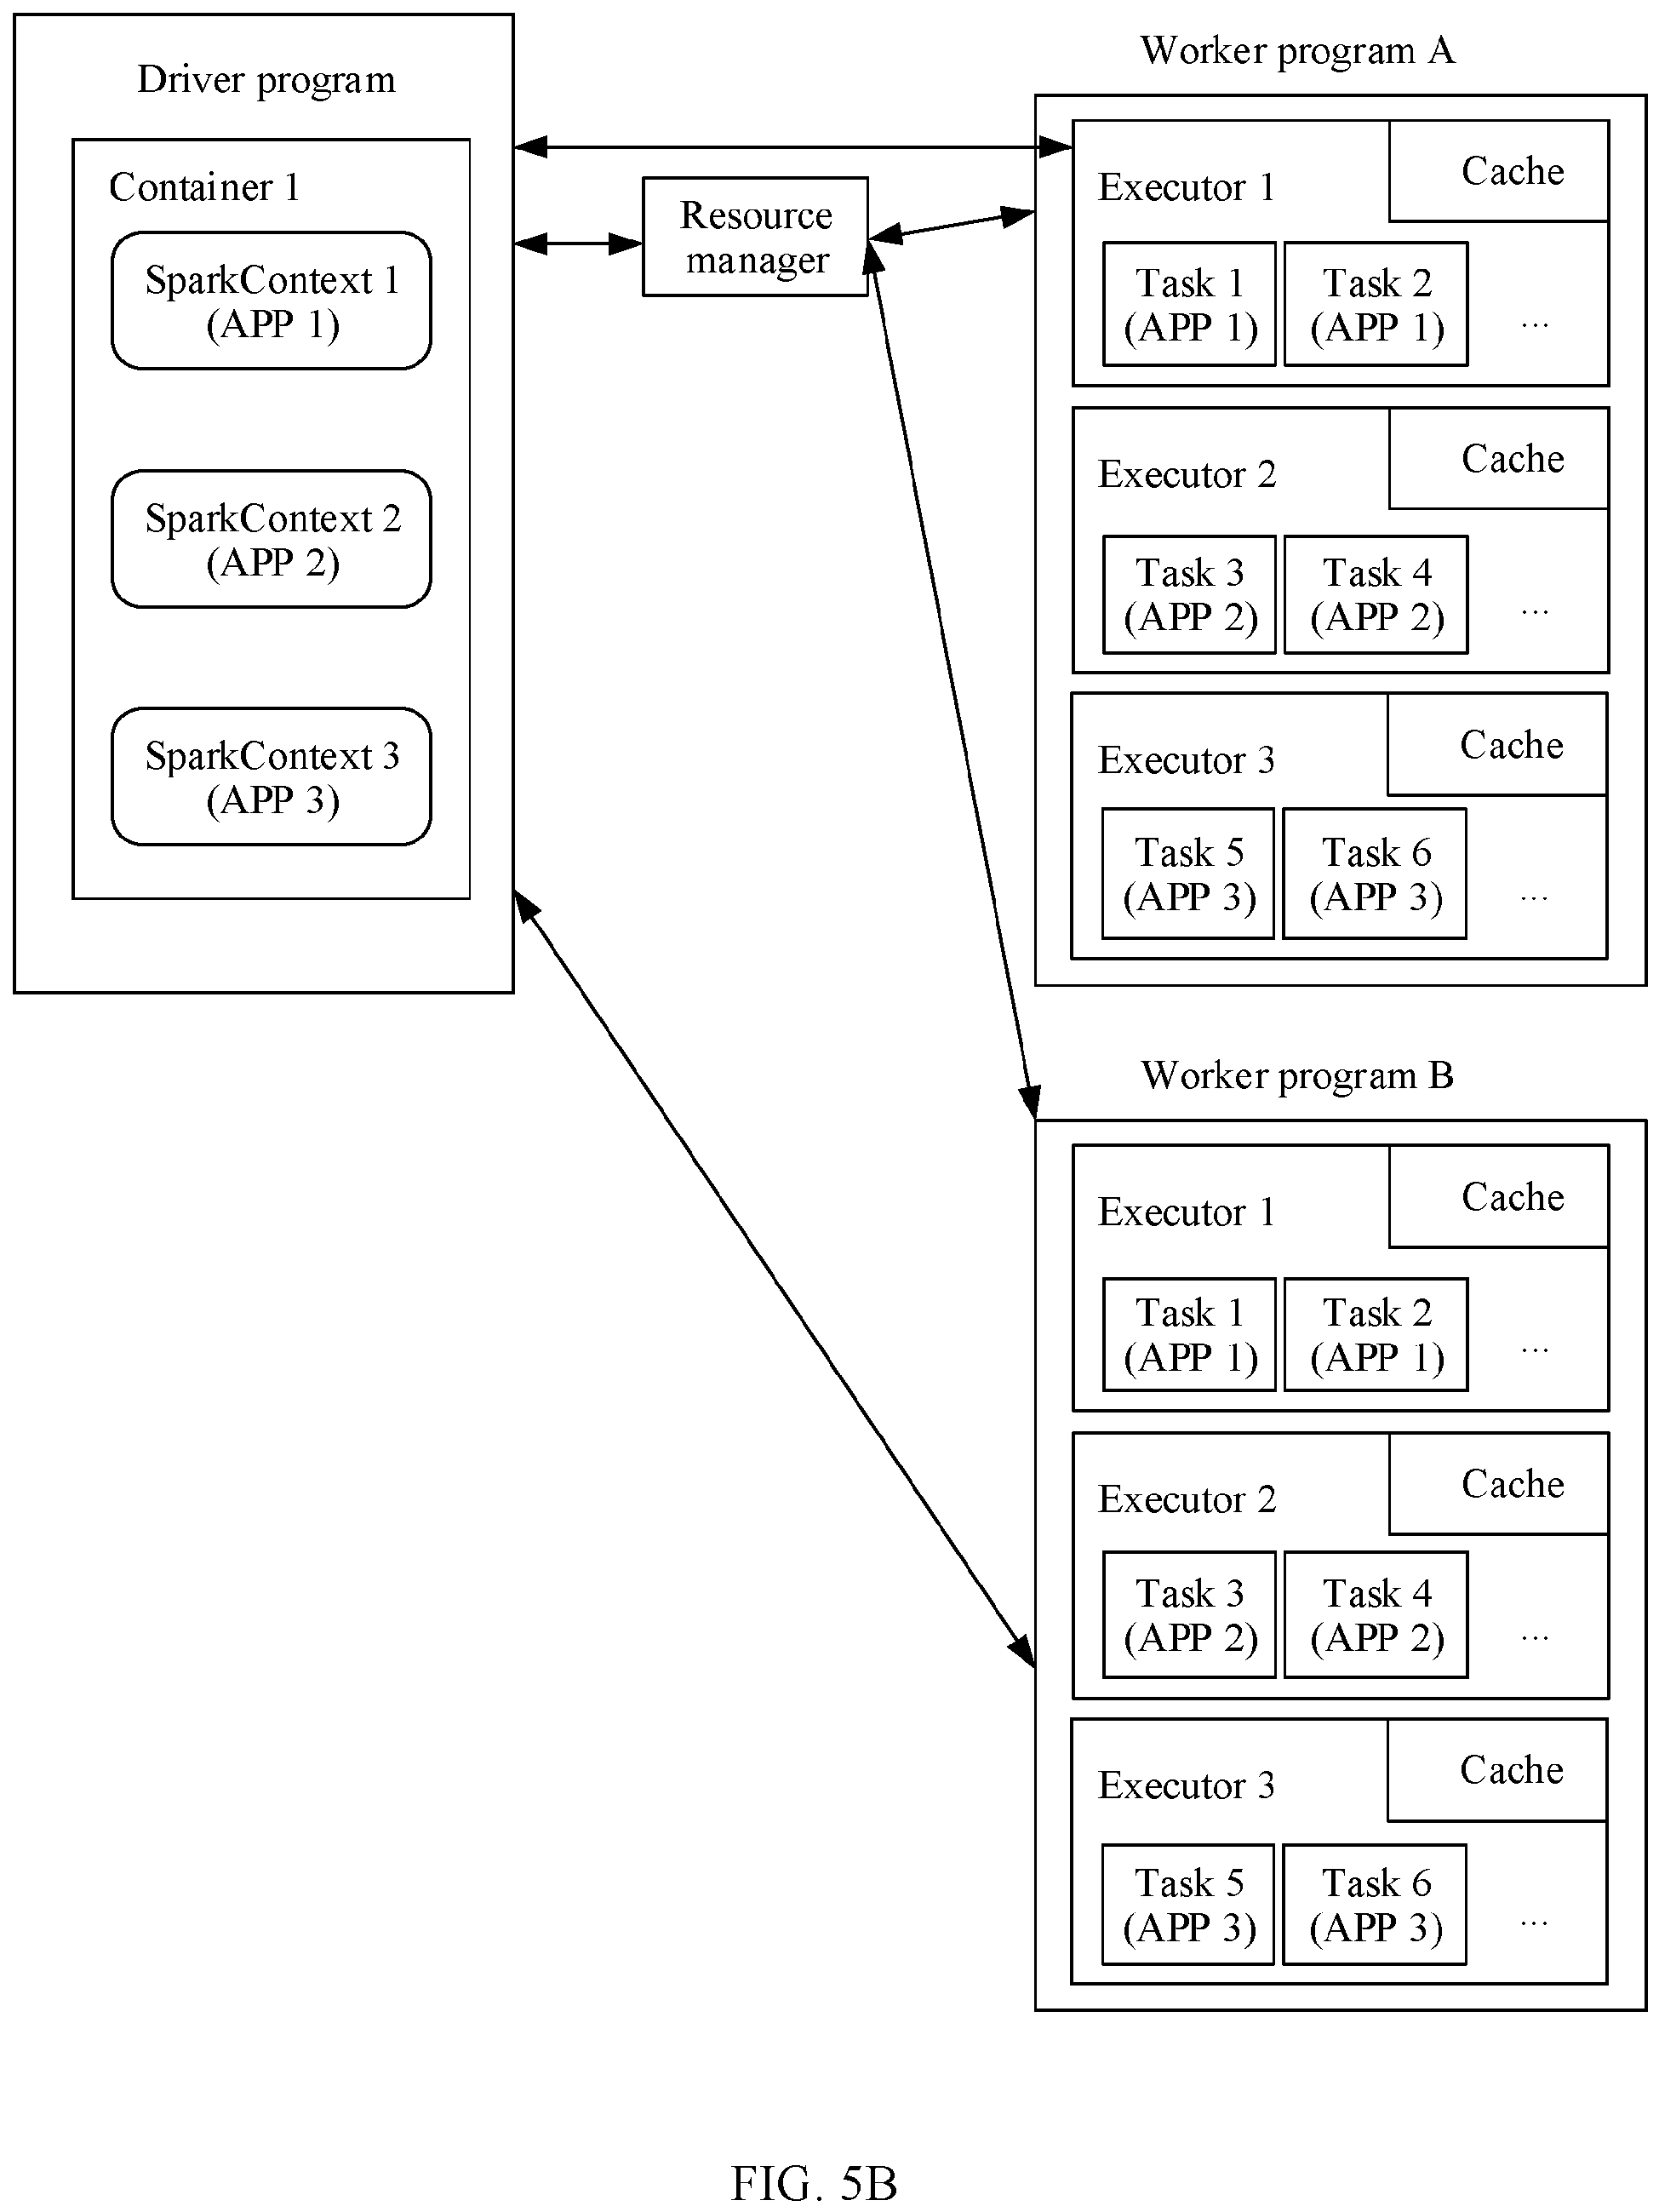 Driver program
Container 1
SparkContext 1
(APP 1)
SparkContext 2
(APP 2)
SparkContext 3
(APP 3)
Resource
manager
Worker program A
Executor 1
Cache
Task 1
(APP 1)
Task 2
(APP 1)
...
Executor 2
Cache
Task 3
(APP 2)
Task 4
(APP 2)
...
Executor 3
Cache
Task 5
(APP 3)
Task 6
(APP 3)
...
Worker program B
Executor 1
Cache
Task 1
(APP 1)
Task 2
(APP 1)
...
Executor 2
Cache
Task 3
(APP 2)
Task 4
(APP 2)
...
Executor 3
Cache
Task 5
(APP 3)
Task 6
(APP 3)
...
FIG. 5B